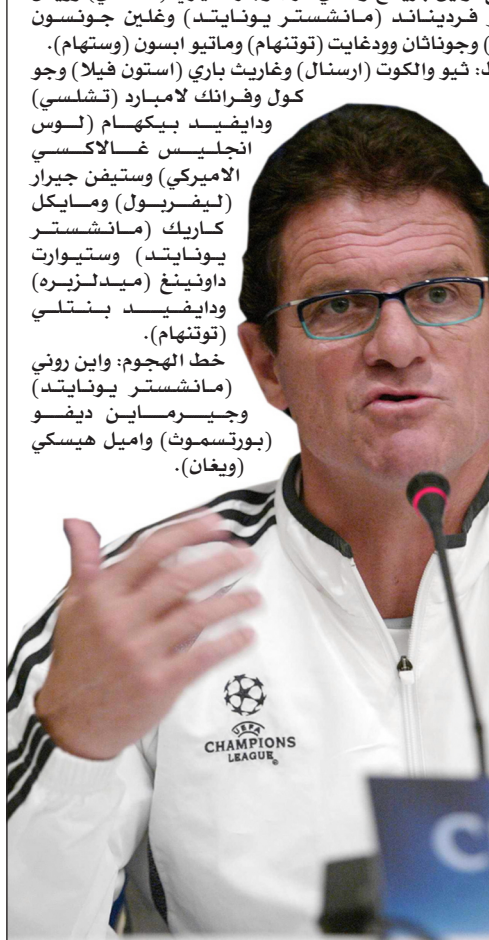 فرديناند (مانشستر يونايتد) وغلين جونسون
وجوناثان وودغايت (توتنهام) وماتيو ابسون (وستهام).
ط: ثيو والكوت (ارسنال) وغاريث باري (استون فيلا) وجو
كول وفرانك لامبارد (تشلسي)
ودايفيد بيكهام (لوس
انجليس غالاكسي
الاميركي) وستيفن جيرار
(ليفربول) ومايكل
كاريك (مانشستر
يونايتد) وستيوارت
داونينغ (ميدلزبره)
ودايفيد بنتلي
(توتنهام).
خط الهجوم: واين روني
(مانشستر يونايتد)
وجيرماين ديفو
(بورتسموث) واميل هيسكي
(ويغان).
UEFA
CHAMPIONS
LEAGUE
C